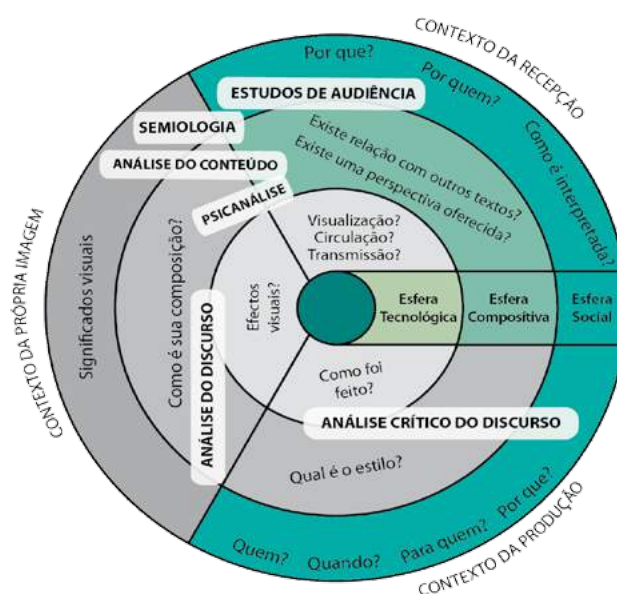 CONTEXTO DA RECEPÇÃO
Por que?
Por quem?
Como é interpretada?
ESTUDOS DE AUDIÊNCIA
SEMIOLOGIA
ANÁLISE DO CONTEÚDO
PSICANÁLISE
Existe relação com outros textos?
Existe uma perspectiva oferecida?
Visualização?
Circulação?
Transmissão?
CONTEXTO DA PRÓPRIA IMAGEM
Significados visuais
Como é sua composição?
ANÁLISE DO DISCURSO
Efectos
visuais?
Esfera
Tecnológica
Esfera
Compositiva
Esfera
Social
Como foi
feito?
ANÁLISE CRÍTICO DO DISCURSO
Qual é o estilo?
Quem?
Quando?
Para quem?
Por que?
CONTEXTO DA PRODUÇÃO